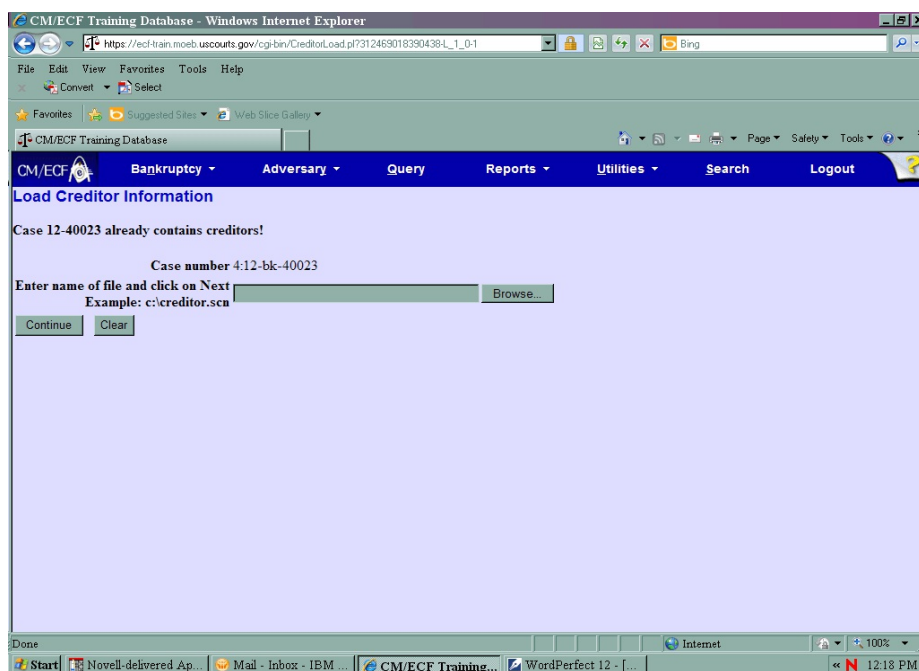 CM/ECF Training Database - Windows Internet Explorer
https://ecf-train.moeb.uscourts.gov/cgi-bin/CreditorLoad.pl?312469018390438-L_1_0-1
Bing
File Edit View Favorites Tools Help
Convert Select
Favorites Suggested Sites Web Slice Gallery
CM/ECF Training Database Page Safety Tools
CM/ECF Bankruptcy Adversary Query Reports Utilities Search Logout ?
Load Creditor Information
Case 12-40023 already contains creditors!
Case number 4:12-bk-40023
Enter name of file and click on Next
Example: c:\creditor.scn Browse...
Continue Clear
Done Internet 100%
Start Novell-delivered Ap... Mail - Inbox - IBM ... CM/ECF Training... WordPerfect 12 - [... « N 12:18 PM